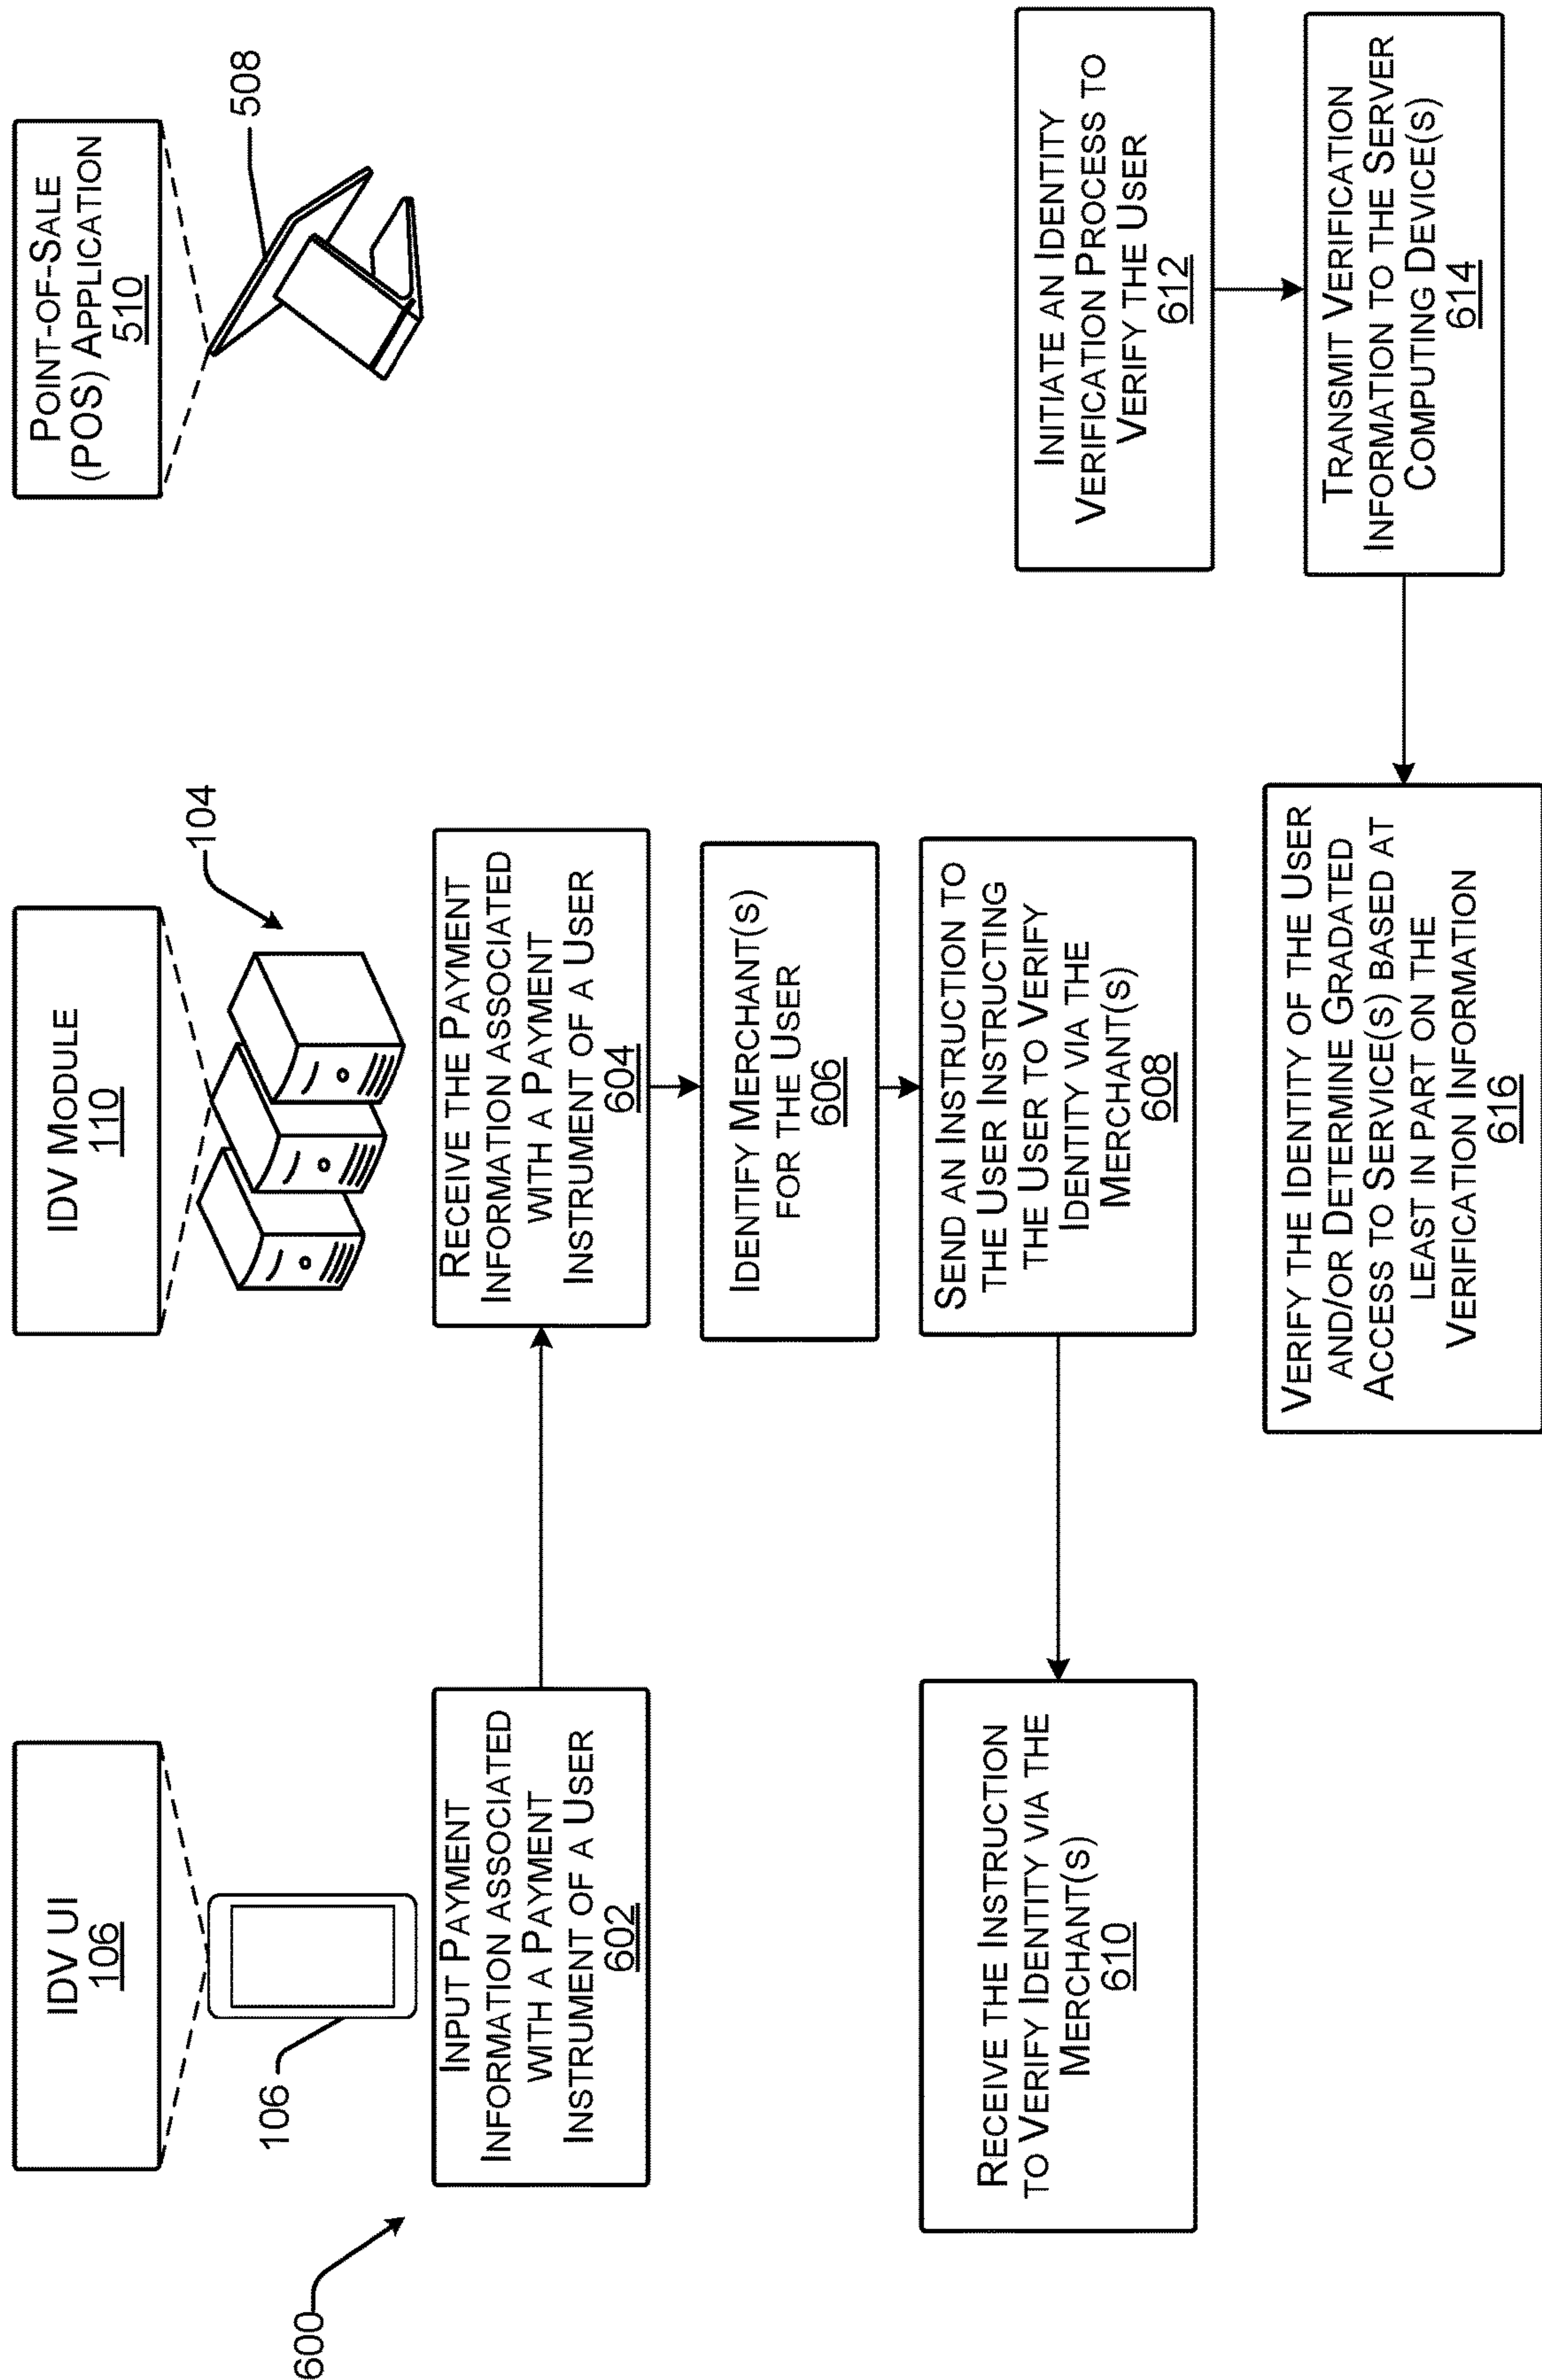 600
IDV UI
106
106
INPUT PAYMENT
INFORMATION ASSOCIATED
WITH A PAYMENT
INSTRUMENT OF A USER
602
IDV MODULE
110
104
RECEIVE THE PAYMENT
INFORMATION ASSOCIATED
WITH A PAYMENT
INSTRUMENT OF A USER
604
IDENTIFY MERCHANT(S)
FOR THE USER
606
SEND AN INSTRUCTION TO
THE USER INSTRUCTING
THE USER TO VERIFY
IDENTITY VIA THE
MERCHANT(S)
608
RECEIVE THE INSTRUCTION
TO VERIFY IDENTITY VIA THE
MERCHANT(S)
610
POINT-OF-SALE
(POS) APPLICATION
510
508
INITIATE AN IDENTITY
VERIFICATION PROCESS TO
VERIFY THE USER
612
TRANSMIT VERIFICATION
INFORMATION TO THE SERVER
COMPUTING DEVICE(S)
614
VERIFY THE IDENTITY OF THE USER
AND/OR DETERMINE GRADATED
ACCESS TO SERVICE(S) BASED AT
LEAST IN PART ON THE
VERIFICATION INFORMATION
616